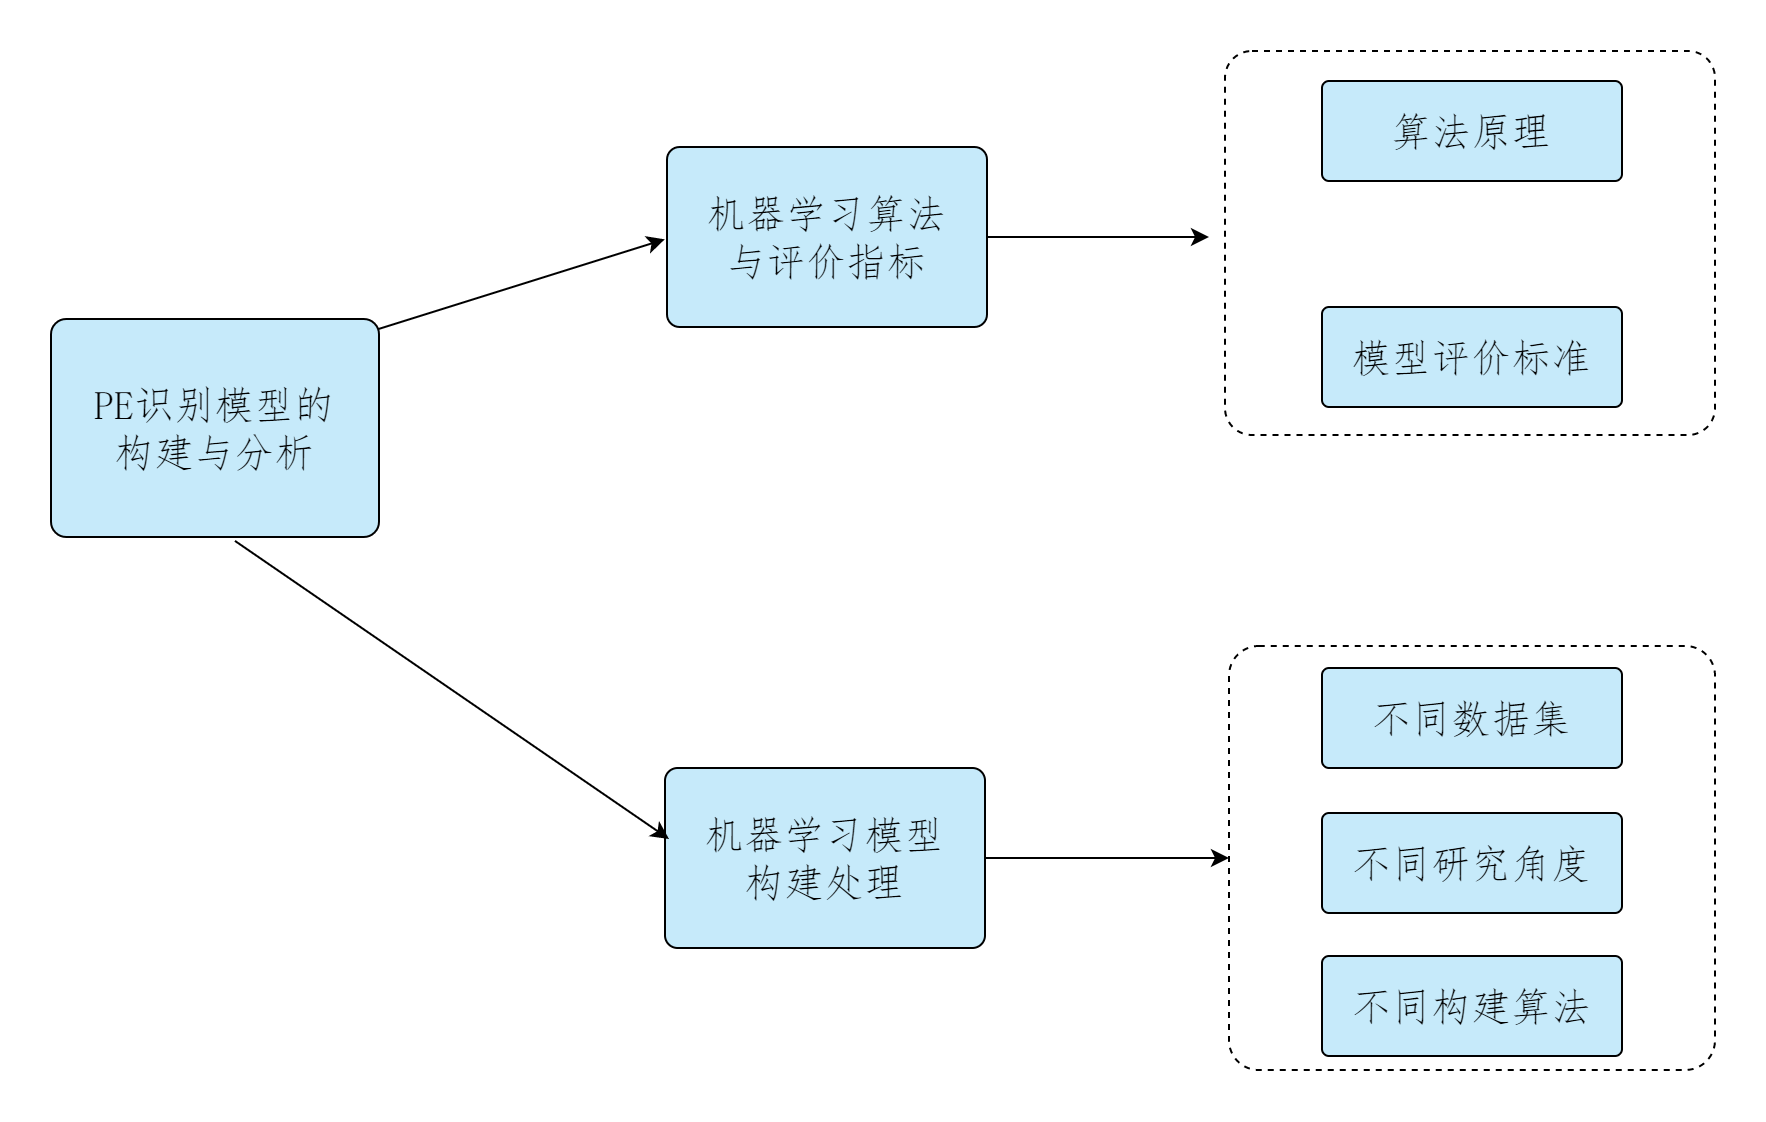 PE识别模型的
构建与分析
机器学习算法
与评价指标
算法原理
模型评价标准
机器学习模型
构建处理
不同数据集
不同研究角度
不同构建算法